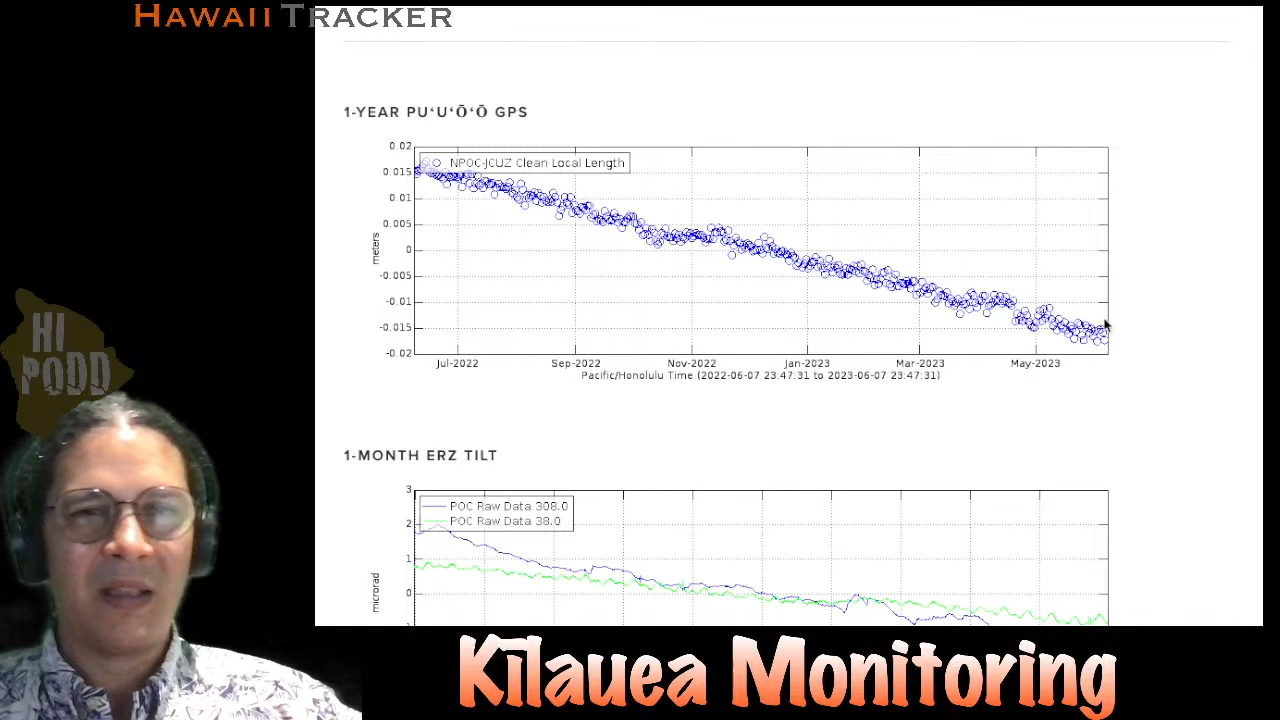 HAWAII TRACKER
1-YEAR PUʻUʻŌʻŌ GPS
NPOC-JCUZ Clean Local Length
0.02
0.015
0.01
0.005
0
-0.005
-0.01
-0.015
-0.02
meters
Jul-2022 Sep-2022 Nov-2022 Jan-2023 Mar-2023 May-2023
Pacific/Honolulu Time (2022-06-07 23:47:31 to 2023-06-07 23:47:31)
HI
PODD
1-MONTH ERZ TILT
POC Raw Data 308.0
POC Raw Data 38.0
3
2
1
0
microrad
Kīlauea Monitoring